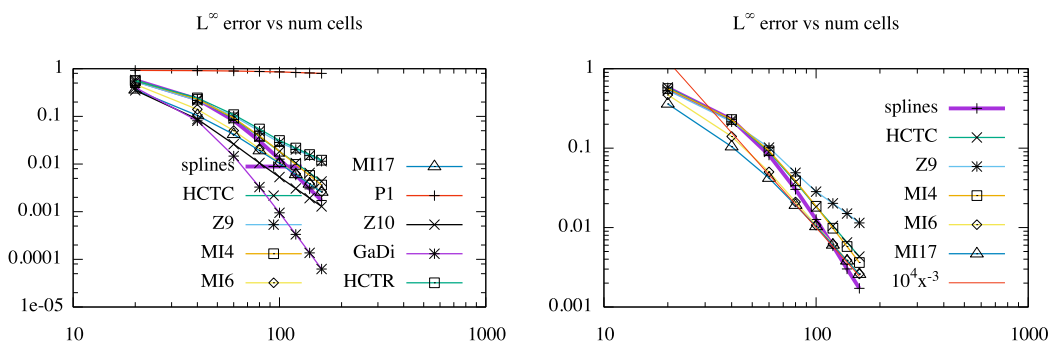 L∞ error vs num cells
1
0.1
0.01
0.001
0.0001
1e-05
10
100
1000
splines
HCTC
Z9
MI4
MI6
MI17
P1
Z10
GaDi
HCTR
L∞ error vs num cells
1
0.1
0.01
0.001
10
100
1000
splines
HCTC
Z9
MI4
MI6
MI17
10⁴x⁻³